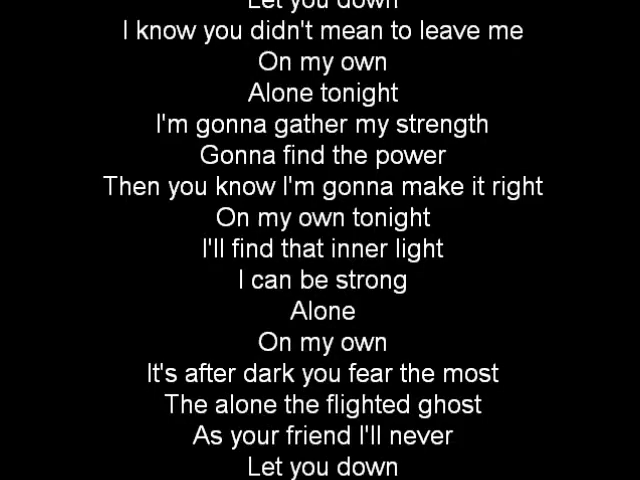 Let you down
I know you didn't mean to leave me
On my own
Alone tonight
I'm gonna gather my strength
Gonna find the power
Then you know I'm gonna make it right
On my own tonight
I'll find that inner light
I can be strong
Alone
On my own
It's after dark you fear the most
The alone the flighted ghost
As your friend I'll never
Let you down